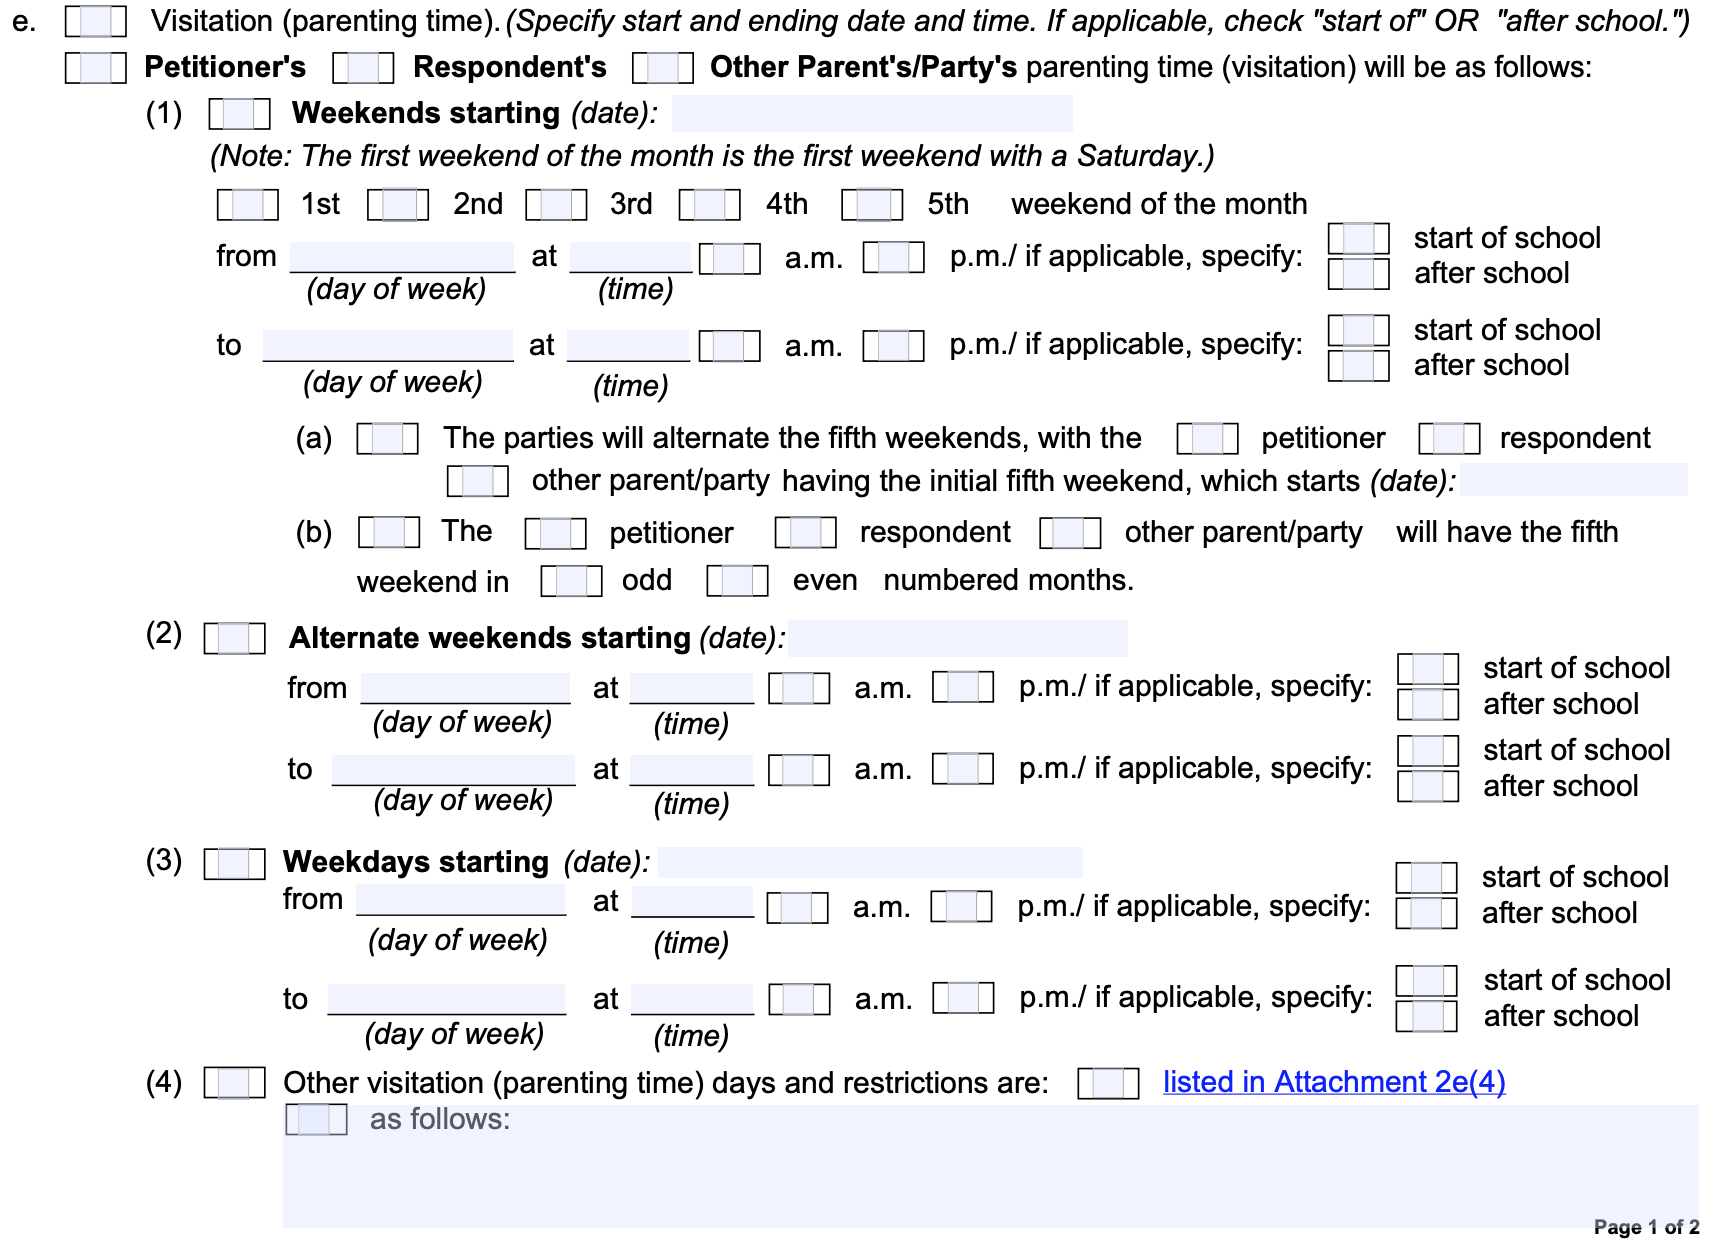 e. Visitation (parenting time). (Specify start and ending date and time. If applicable, check "start of" OR "after school.")
Petitioner's Respondent's Other Parent's/Party's parenting time (visitation) will be as follows:
(1) Weekends starting (date):
(Note: The first weekend of the month is the first weekend with a Saturday.)
1st 2nd 3rd 4th 5th weekend of the month
from at a.m. p.m./ if applicable, specify: start of school
after school
(day of week) (time)
to at a.m. p.m./ if applicable, specify: start of school
after school
(day of week) (time)
(a) The parties will alternate the fifth weekends, with the petitioner respondent
other parent/party having the initial fifth weekend, which starts (date):
(b) The petitioner respondent other parent/party will have the fifth
weekend in odd even numbered months.
(2) Alternate weekends starting (date):
from at a.m. p.m./ if applicable, specify: start of school
after school
(day of week) (time)
to at a.m. p.m./ if applicable, specify: start of school
after school
(day of week) (time)
(3) Weekdays starting (date):
from at a.m. p.m./ if applicable, specify: start of school
after school
(day of week) (time)
to at a.m. p.m./ if applicable, specify: start of school
after school
(day of week) (time)
(4) Other visitation (parenting time) days and restrictions are: listed in Attachment 2e(4)
as follows:
Page 1 of 2